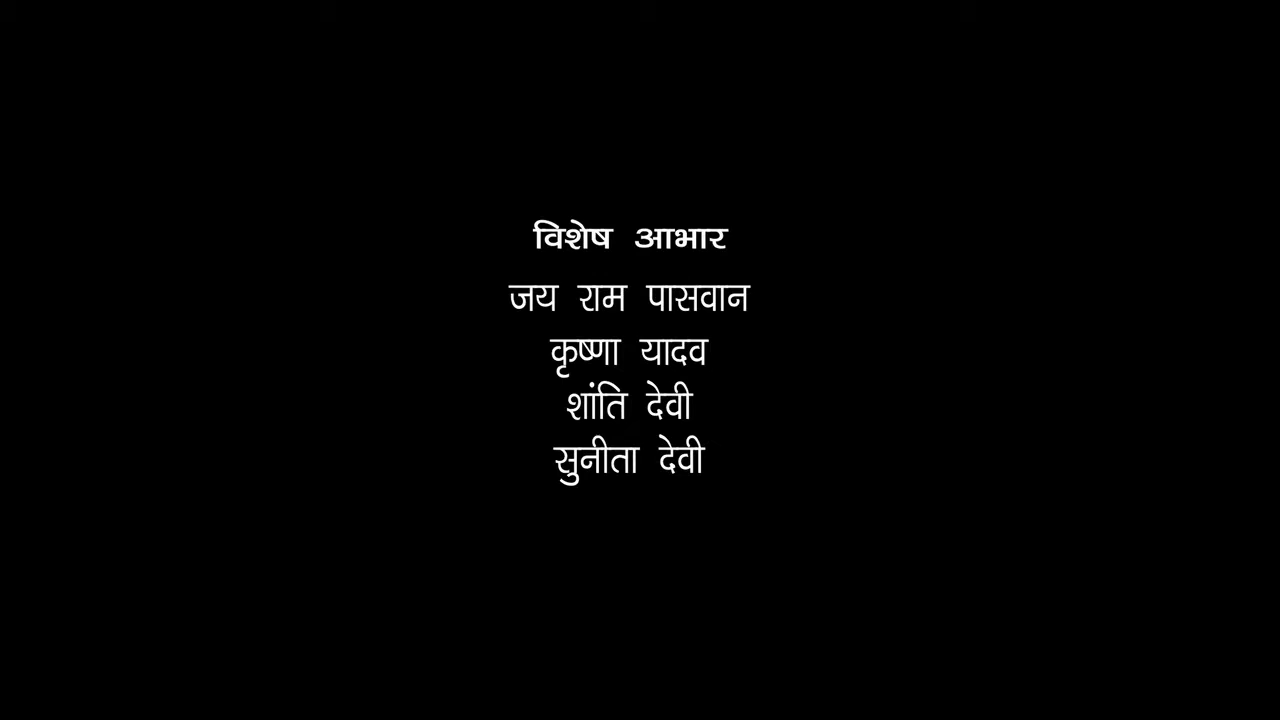 विशेष आभार
जय राम पासवान
कृष्णा यादव
शांति देवी
सुनीता देवी